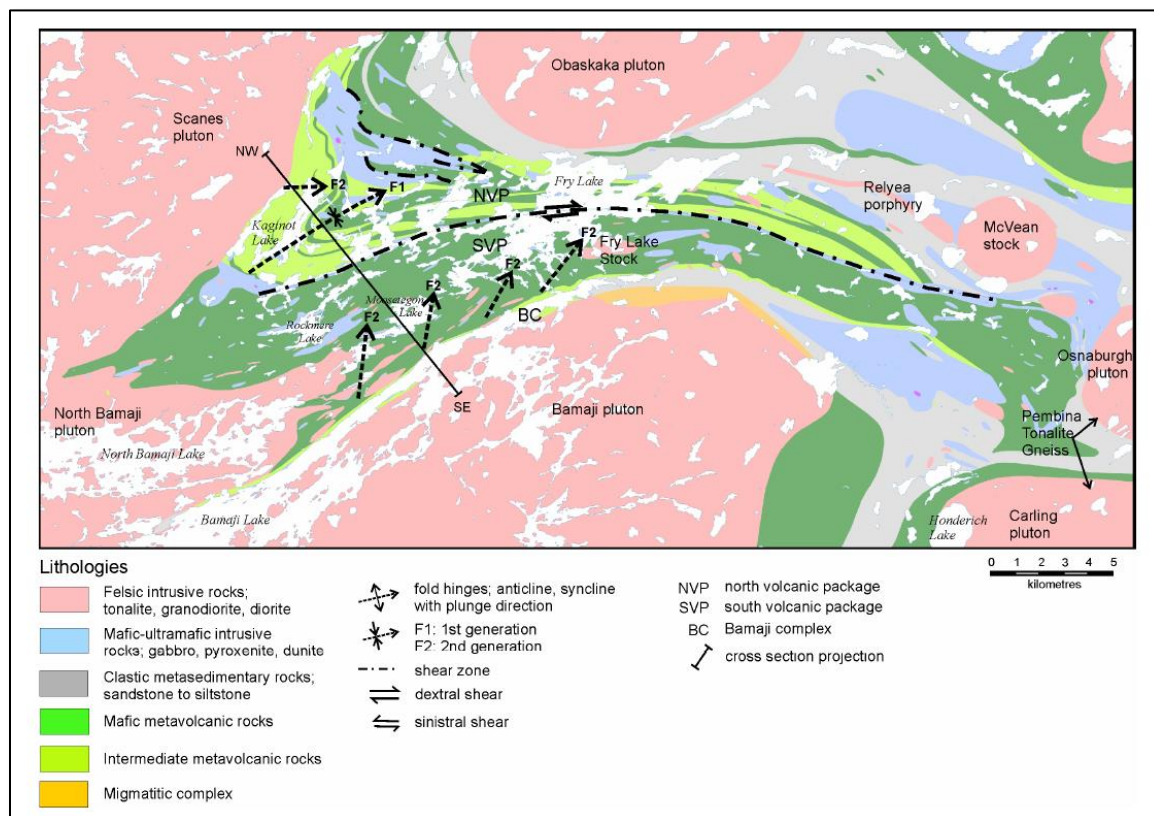 Obaskaka pluton
Scanes
pluton
NW
F2
F1
NVP
Fry Lake
Relyea
porphyry
McVean
stock
Kaginot
Lake
SVP
F2
Fry Lake
Stock
F2
F2
Moosetegon
Lake
Rockmere
Lake
F2
BC
Osnaburgh
pluton
SE
North Bamaji
pluton
Bamaji pluton
Pembina
Tonalite
Gneiss
North Bamaji Lake
Bamaji Lake
Honderich
Lake
Carling
pluton
Lithologies
Felsic intrusive rocks;
tonalite, granodiorite, diorite
Mafic-ultramafic intrusive
rocks; gabbro, pyroxenite, dunite
Clastic metasedimentary rocks;
sandstone to siltstone
Mafic metavolcanic rocks
Intermediate metavolcanic rocks
Migmatitic complex
fold hinges; anticline, syncline
with plunge direction
F1: 1st generation
F2: 2nd generation
shear zone
dextral shear
sinistral shear
NVP north volcanic package
SVP south volcanic package
BC Bamaji complex
cross section projection
0 1 2 3 4 5
kilometres